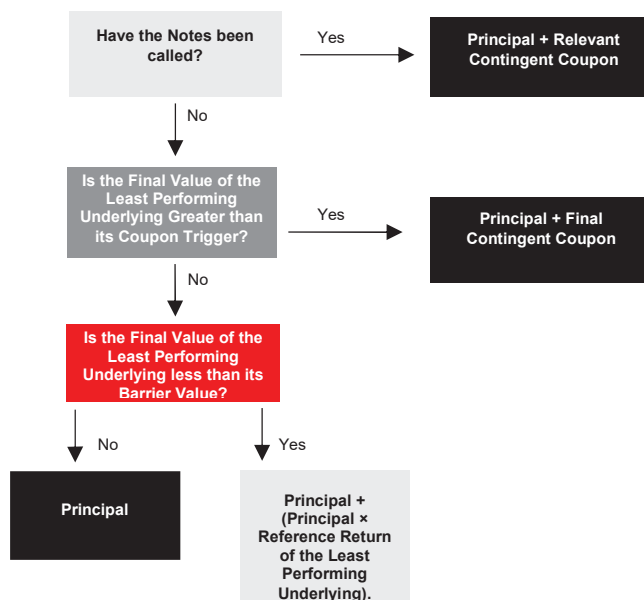 Have the Notes been
called?
Yes
Principal + Relevant
Contingent Coupon
No
Is the Final Value of the
Least Performing
Underlying Greater than
its Coupon Trigger?
Yes
Principal + Final
Contingent Coupon
No
Is the Final Value of the
Least Performing
Underlying less than its
Barrier Value?
No
Yes
Principal
Principal +
(Principal ×
Reference Return
of the Least
Performing
Underlying).